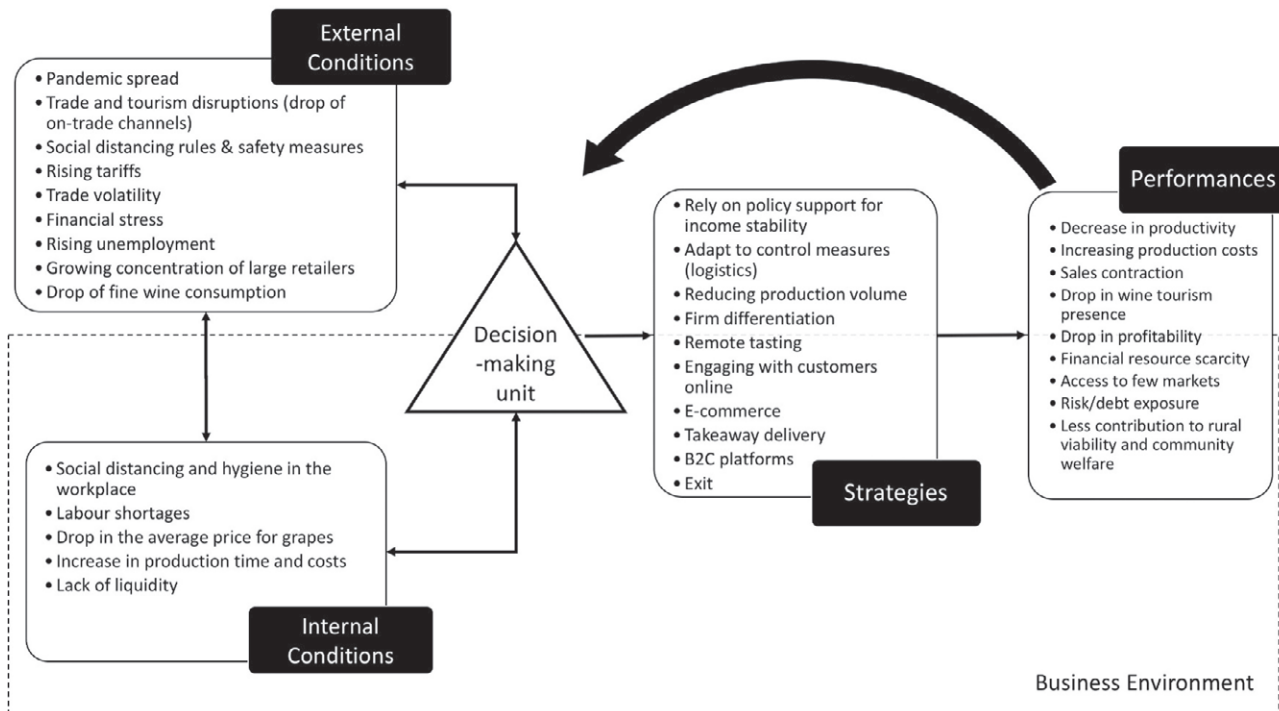 External
Conditions
• Pandemic spread
• Trade and tourism disruptions (drop of
on-trade channels)
• Social distancing rules & safety measures
• Rising tariffs
• Trade volatility
• Financial stress
• Rising unemployment
• Growing concentration of large retailers
• Drop of fine wine consumption
• Social distancing and hygiene in the
workplace
• Labour shortages
• Drop in the average price for grapes
• Increase in production time and costs
• Lack of liquidity
Internal
Conditions
Decision
-making
unit
• Rely on policy support for
income stability
• Adapt to control measures
(logistics)
• Reducing production volume
• Firm differentiation
• Remote tasting
• Engaging with customers
online
• E-commerce
• Takeaway delivery
• B2C platforms
• Exit
Strategies
Performances
• Decrease in productivity
• Increasing production costs
• Sales contraction
• Drop in wine tourism
presence
• Drop in profitability
• Financial resource scarcity
• Access to few markets
• Risk/debt exposure
• Less contribution to rural
viability and community
welfare
Business Environment